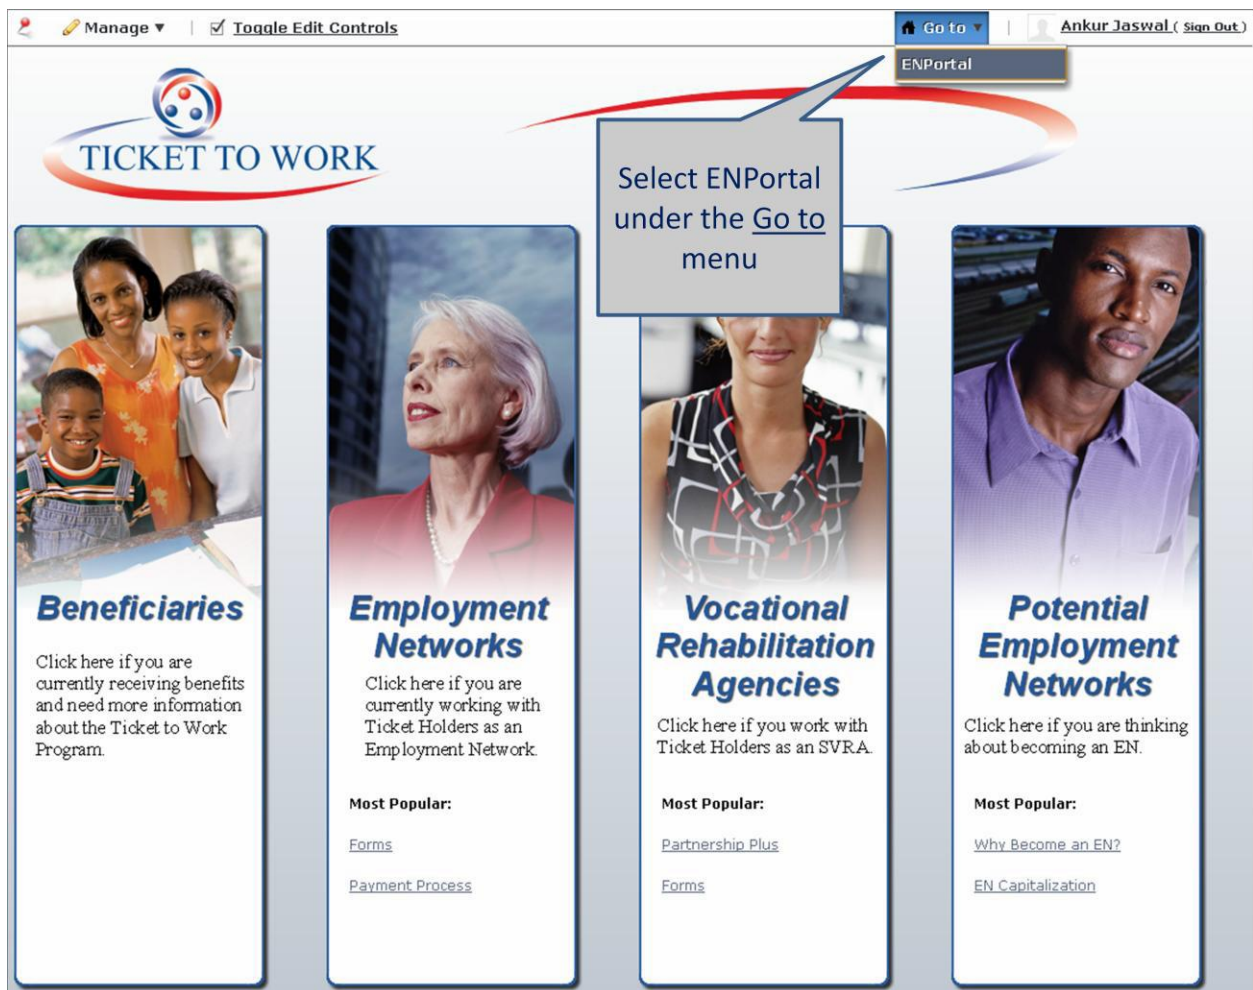 Manage ▼ | Toggle Edit Controls
Go to ▼ | Ankur Jaswal ( Sign Out )
ENPortal
TICKET TO WORK
Select ENPortal
under the Go to
menu
Beneficiaries
Click here if you are
currently receiving benefits
and need more information
about the Ticket to Work
Program.
Employment
Networks
Click here if you are
currently working with
Ticket Holders as an
Employment Network.
Most Popular:
Forms
Payment Process
Vocational
Rehabilitation
Agencies
Click here if you work with
Ticket Holders as an SVRA.
Most Popular:
Partnership Plus
Forms
Potential
Employment
Networks
Click here if you are thinking
about becoming an EN.
Most Popular:
Why Become an EN?
EN Capitalization